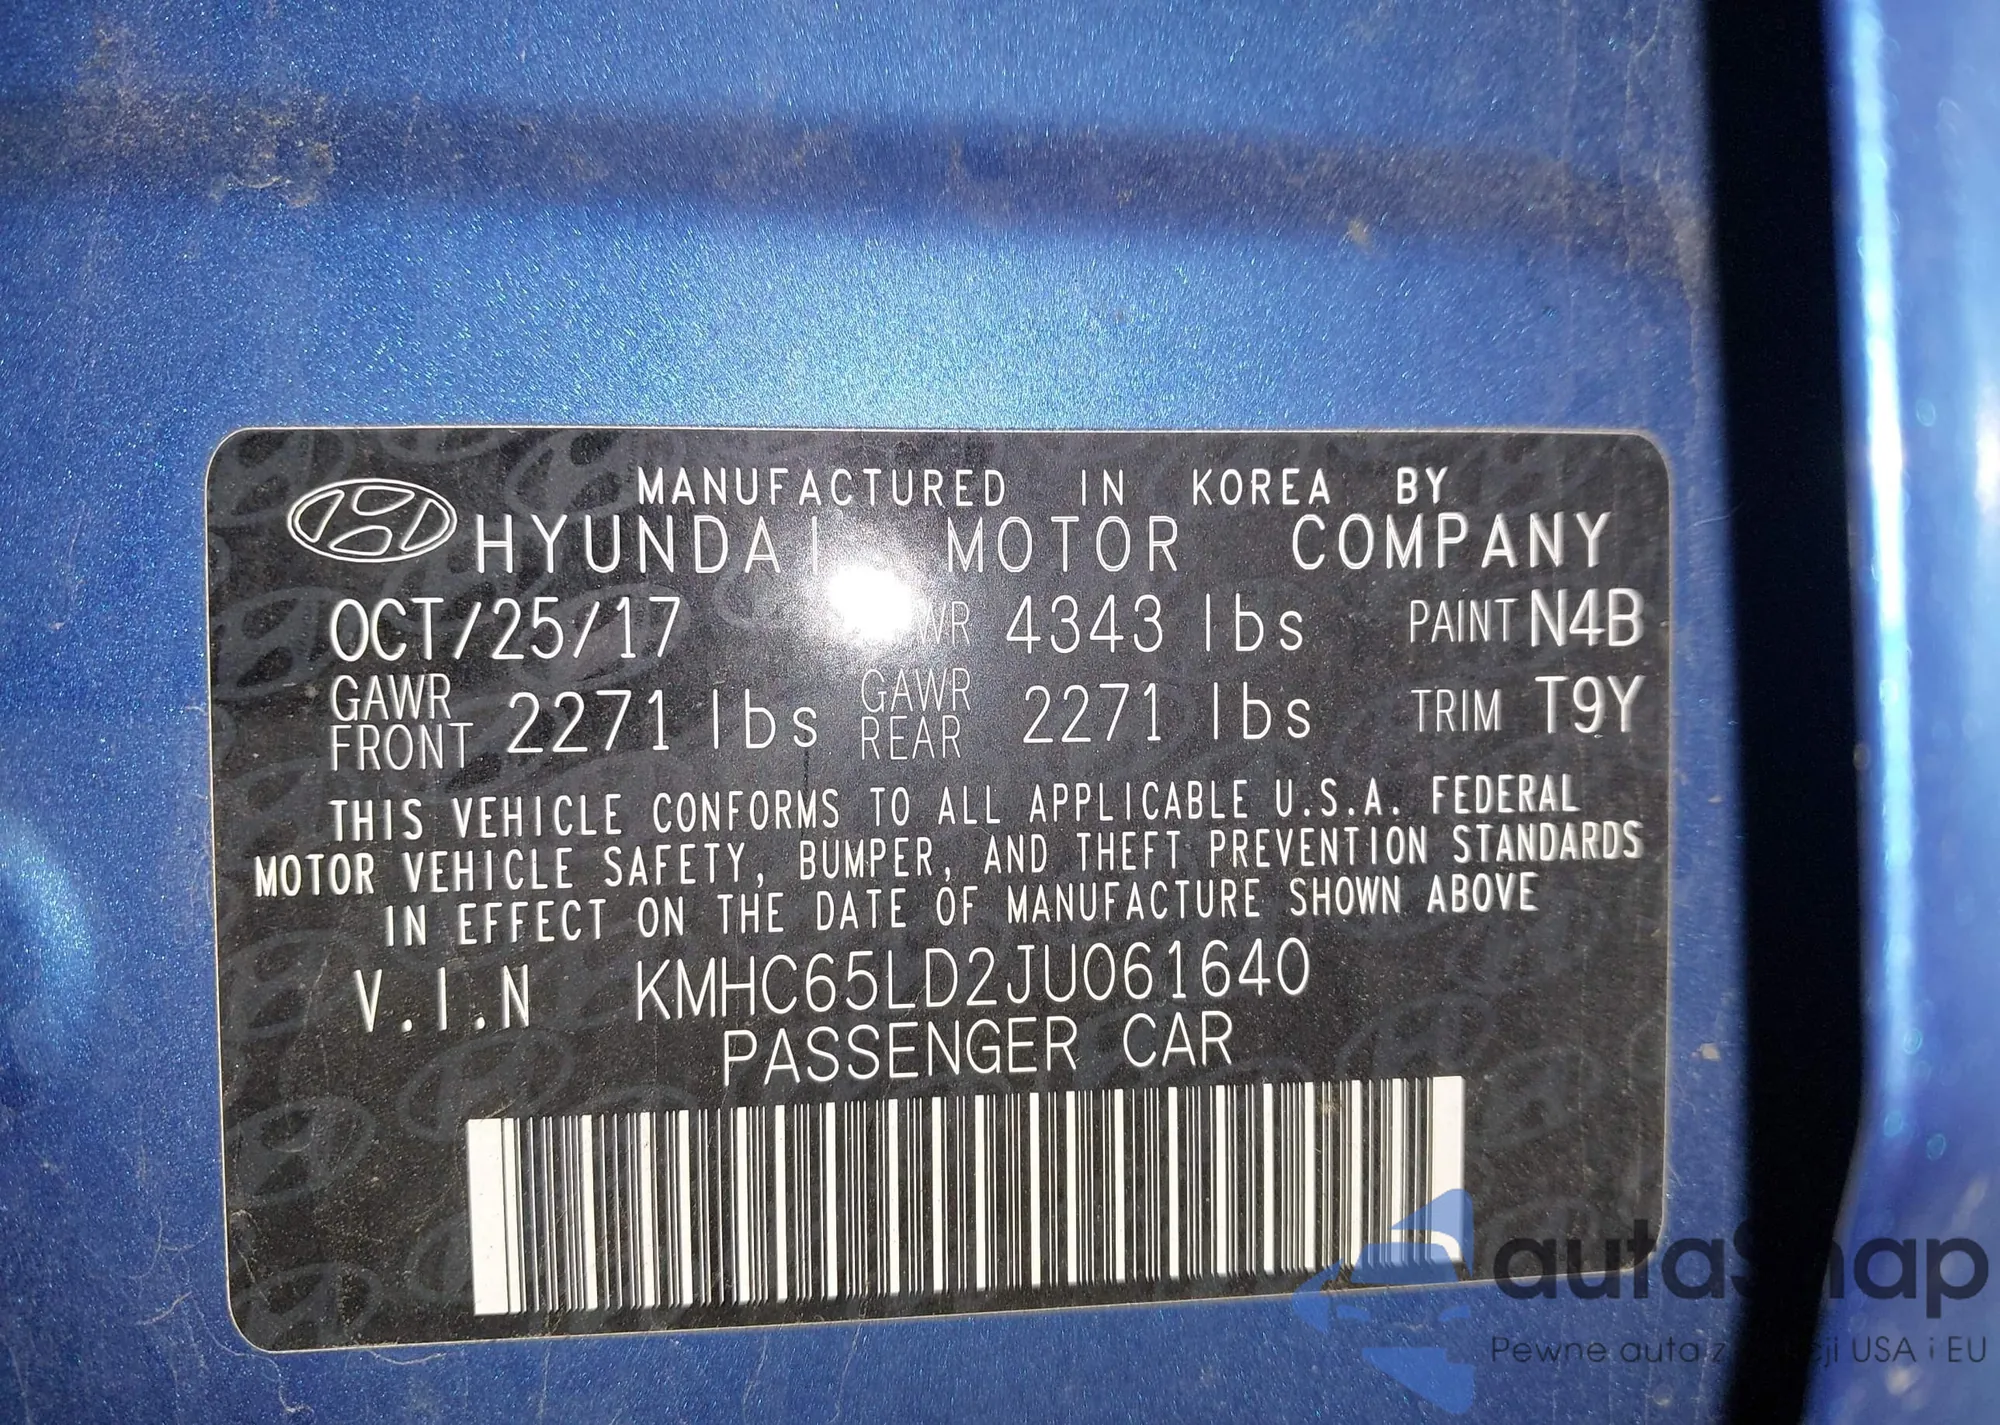 MANUFACTURED IN KOREA BY
HYUNDAI MOTOR COMPANY
OCT/25/17 4343 lbs PAINT N4B
GAWR FRONT 2271 lbs GAWR REAR 2271 lbs TRIM T9Y
THIS VEHICLE CONFORMS TO ALL APPLICABLE U.S.A. FEDERAL
MOTOR VEHICLE SAFETY, BUMPER, AND THEFT PREVENTION STANDARDS
IN EFFECT ON THE DATE OF MANUFACTURE SHOWN ABOVE
V.I.N KMHC65LD2JU061640
PASSENGER CAR
autaSnap
Pewne auta z USA i EU